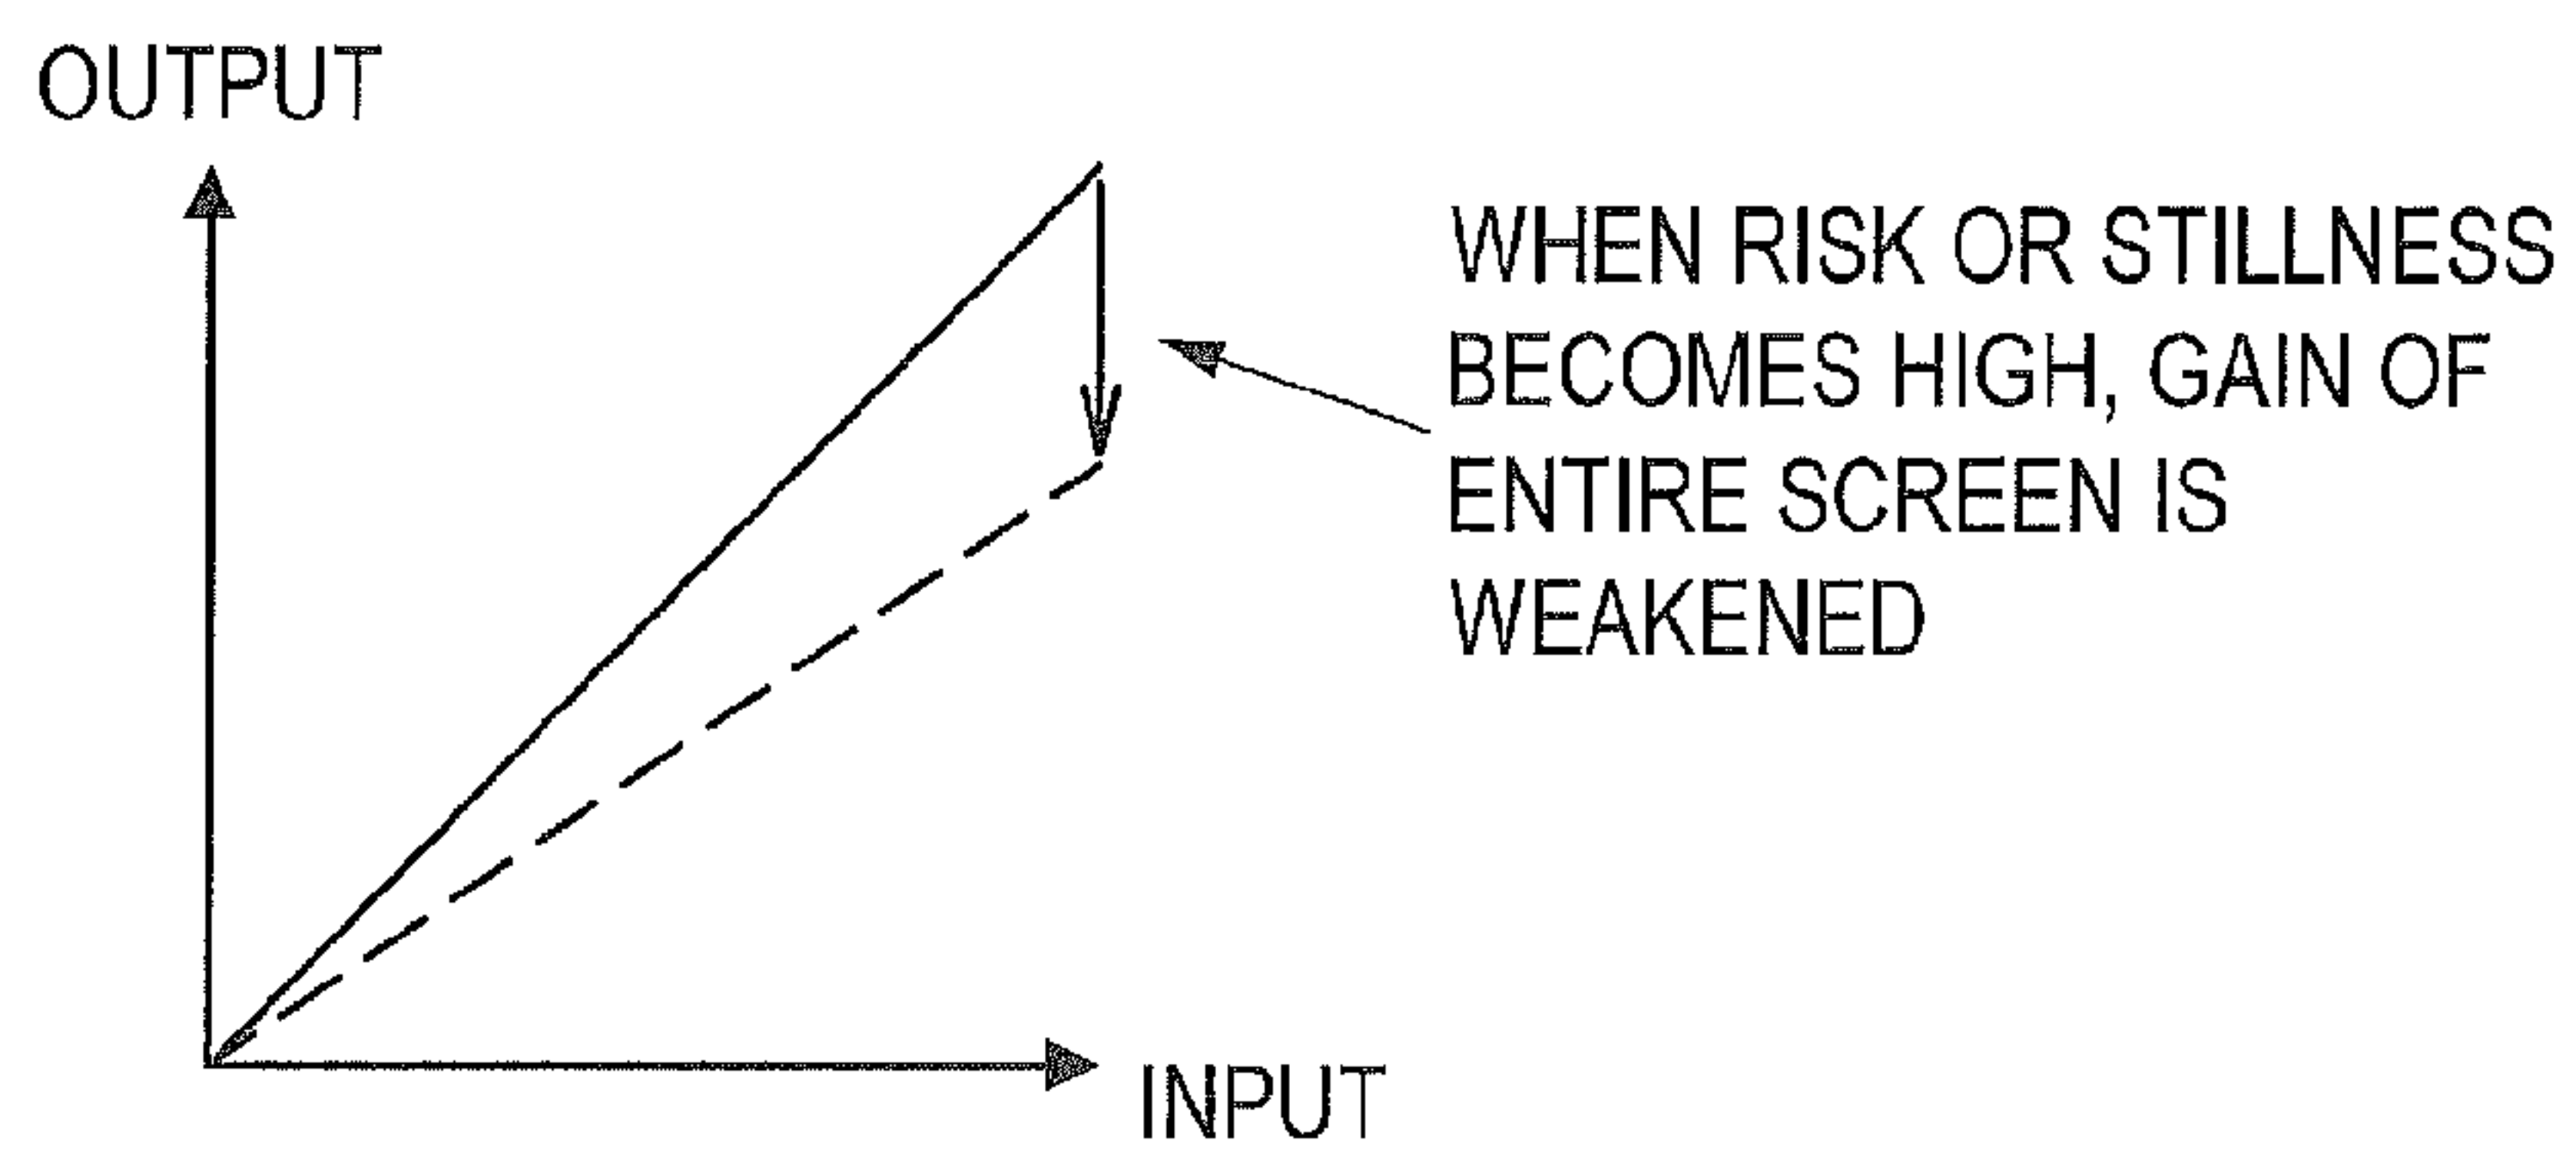 OUTPUT
WHEN RISK OR STILLNESS
BECOMES HIGH, GAIN OF
ENTIRE SCREEN IS
WEAKENED
INPUT